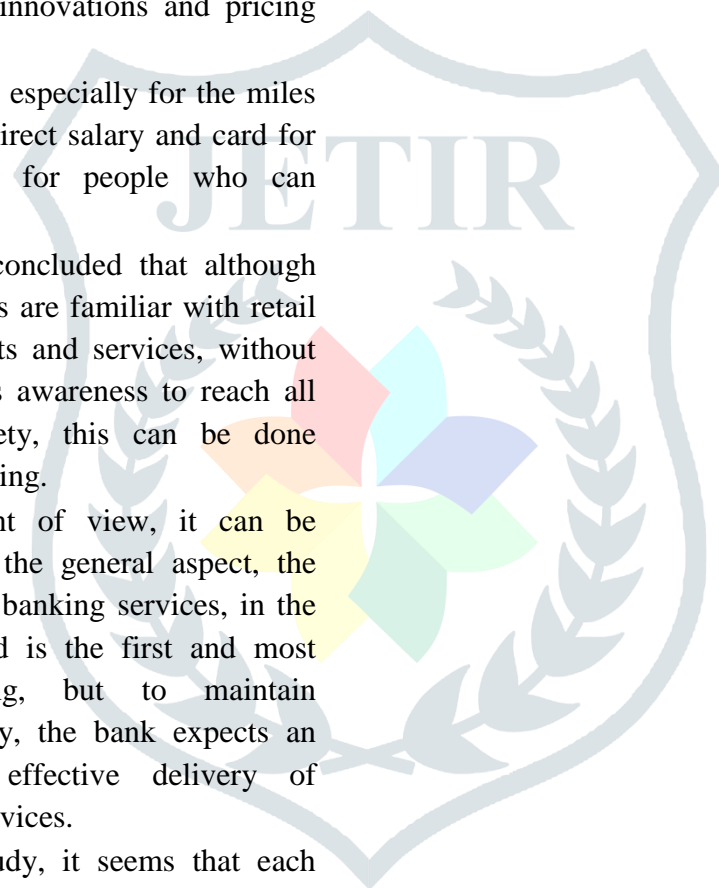 innovations and pricing
especially for the miles
irect salary and card for
for people who can
JETIR
concluded that although
s are familiar with retail
ts and services, without
s awareness to reach all
ety, this can be done
ing.
nt of view, it can be
the general aspect, the
banking services, in the
d is the first and most
g, but to maintain
y, the bank expects an
effective delivery of
vices.
udy, it seems that each